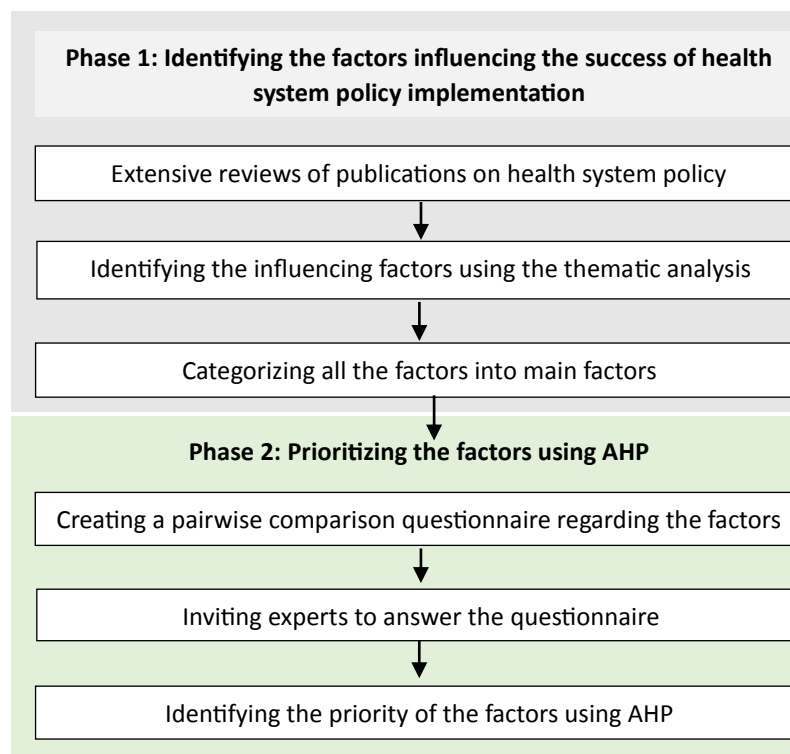 Phase 1: Identifying the factors influencing the success of health
system policy implementation
Extensive reviews of publications on health system policy
Identifying the influencing factors using the thematic analysis
Categorizing all the factors into main factors
Phase 2: Prioritizing the factors using AHP
Creating a pairwise comparison questionnaire regarding the factors
Inviting experts to answer the questionnaire
Identifying the priority of the factors using AHP